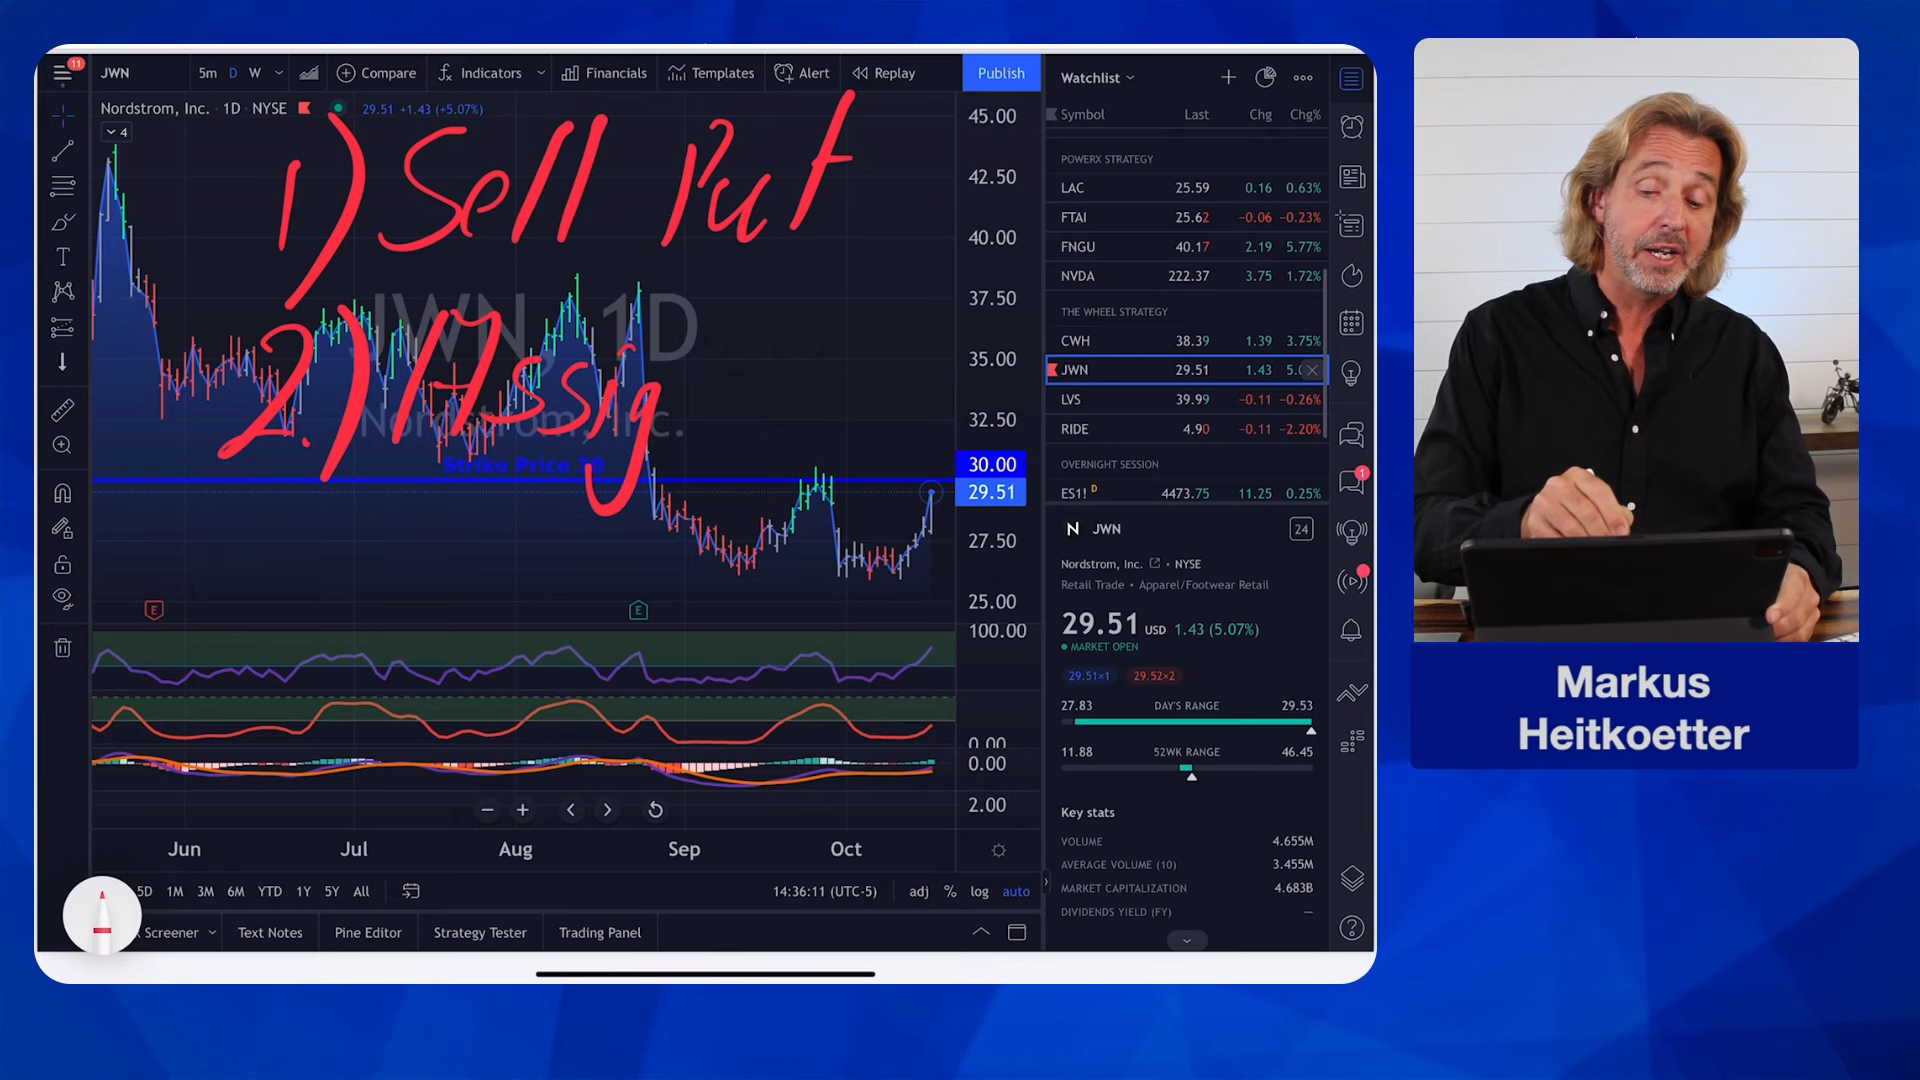 11
JWN
5m D W
Compare
Indicators
Financials
Templates
Alert
Replay
Publish
Nordstrom, Inc. · 1D · NYSE
29.51 +1.43 (+5.07%)
4
1) Sell Put
2.) Assig
JWN, 1D
Nordstrom, Inc.
Strike Price 30
45.00
42.50
40.00
37.50
35.00
32.50
30.00
29.51
27.50
25.00
100.00
0.00
0.00
2.00
E
E
Jun Jul Aug Sep Oct
5D 1M 3M 6M YTD 1Y 5Y All
14:36:11 (UTC-5)
adj % log auto
Screener
Text Notes
Pine Editor
Strategy Tester
Trading Panel
Watchlist
Symbol Last Chg Chg%
POWERX STRATEGY
LAC 25.59 0.16 0.63%
FTAI 25.62 −0.06 −0.23%
FNGU 40.17 2.19 5.77%
NVDA 222.37 3.75 1.72%
THE WHEEL STRATEGY
CWH 38.39 1.39 3.75%
JWN 29.51 1.43
LVS 39.99 −0.11 −0.26%
RIDE 4.90 −0.11 −2.20%
OVERNIGHT SESSION
ES1! D 4473.75 11.25 0.25%
N JWN
24
Nordstrom, Inc. • NYSE
Retail Trade • Apparel/Footwear Retail
29.51 USD 1.43 (5.07%)
MARKET OPEN
29.51×1 29.52×2
27.83 DAY'S RANGE 29.53
11.88 52WK RANGE 46.45
Key stats
VOLUME 4.655M
AVERAGE VOLUME (10) 3.455M
MARKET CAPITALIZATION 4.683B
DIVIDENDS YIELD (FY) —
1
Markus
Heitkoetter